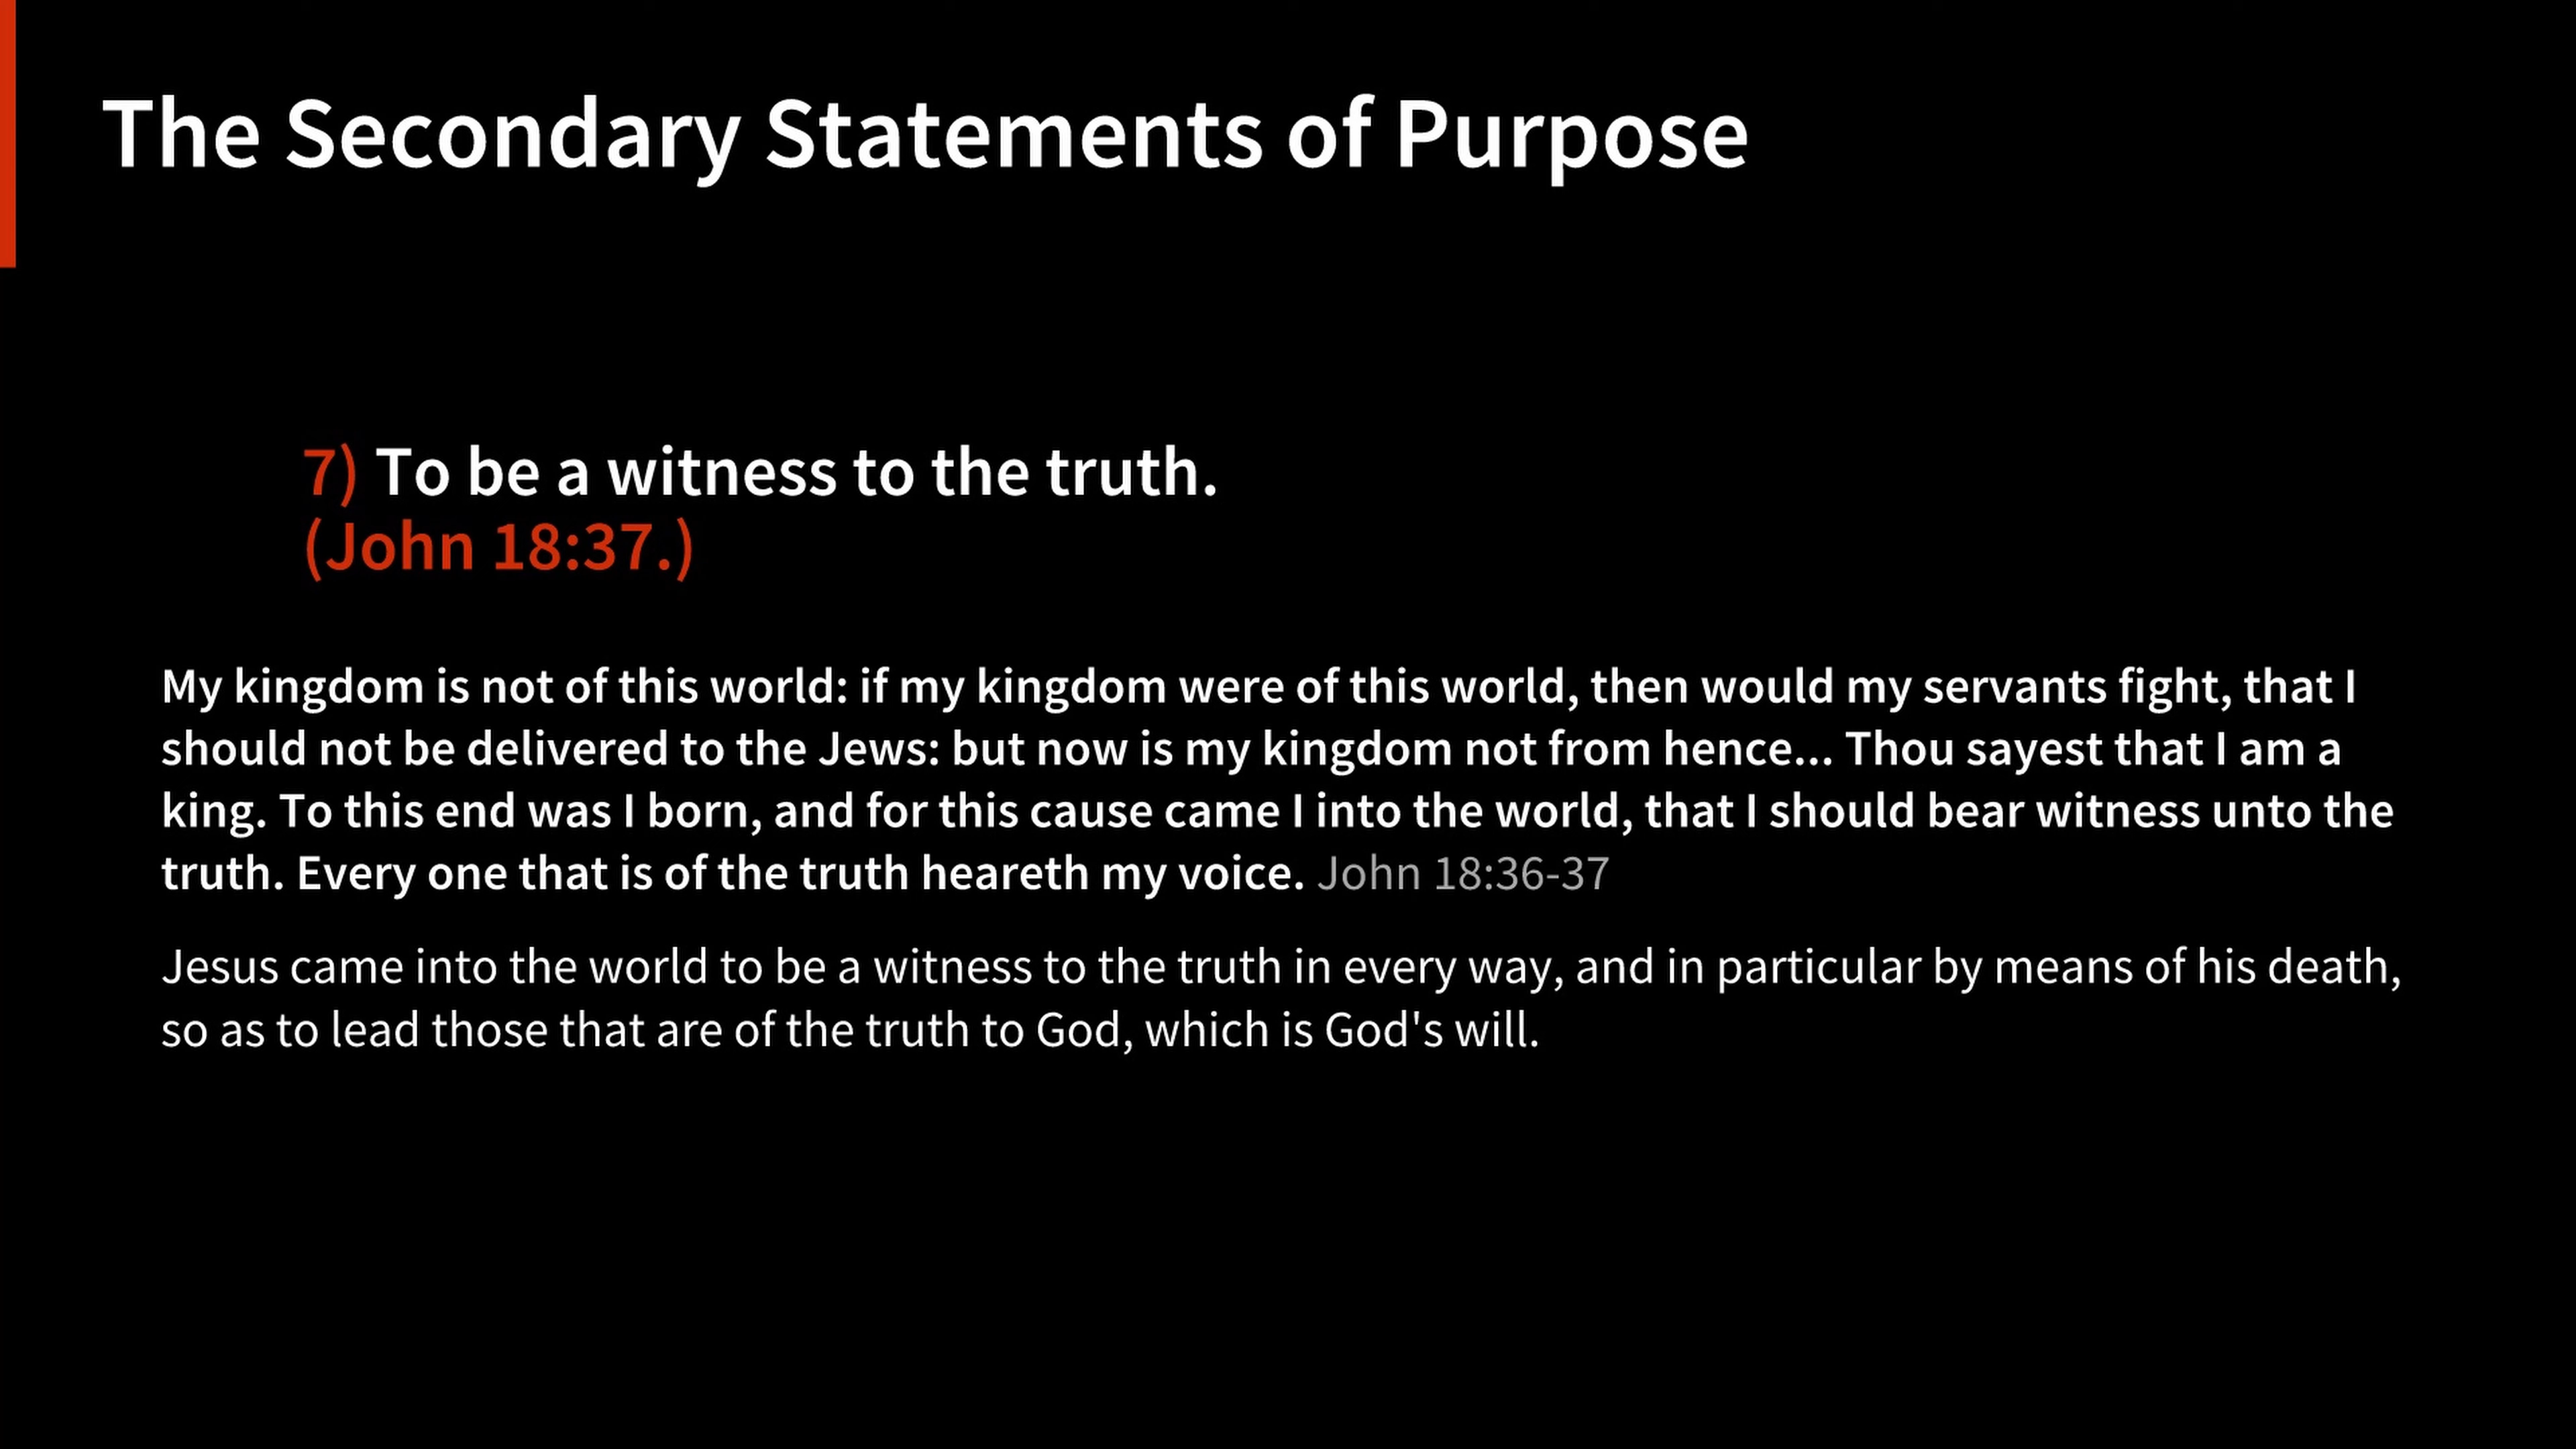 The Secondary Statements of Purpose
7) To be a witness to the truth.
(John 18:37.)
My kingdom is not of this world: if my kingdom were of this world, then would my servants fight, that I
should not be delivered to the Jews: but now is my kingdom not from hence... Thou sayest that I am a
king. To this end was I born, and for this cause came I into the world, that I should bear witness unto the
truth. Every one that is of the truth heareth my voice. John 18:36-37
Jesus came into the world to be a witness to the truth in every way, and in particular by means of his death,
so as to lead those that are of the truth to God, which is God's will.